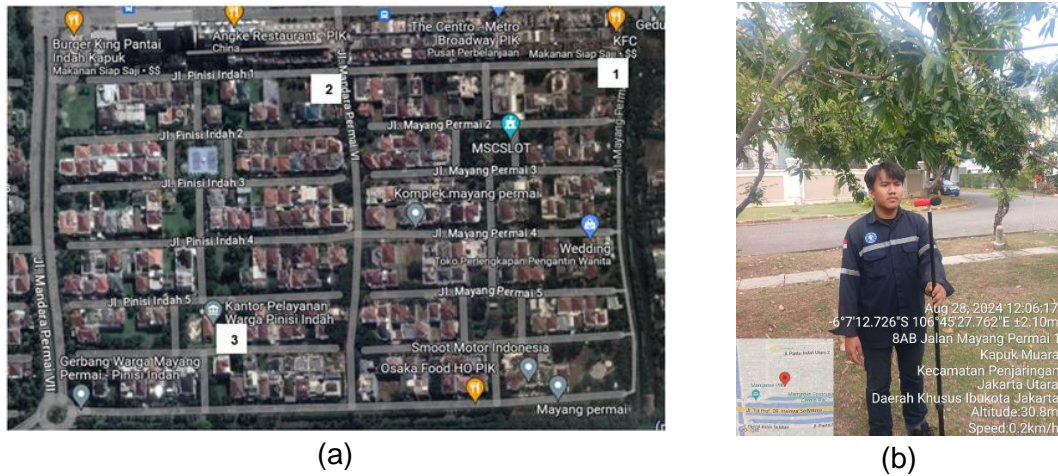 Burger King Pantai
Indah Kapuk
Makanan Siap Saji • $$
Angke Restaurant - PIK
China
The Centro - Metro
Broadway PIK
Pusat Perbelanjaan
KFC
Makanan Siap Saji • $$
Jl. Pinisi Indah 1
2
1
Jl. Mandara Permai VI
Jl. Pinisi Indah 2
Jl. Mayang Permai 2
MSCSLOT
Jl. Mayang Permai 3
Jl. Pinisi Indah 3
Komplek mayang permai
Jl. Pinisi Indah 4
Jl. Mayang Permai 4
Wedding
Toko Perlengkapan Pengantin Wanita
Jl. Mandara Permai VII
Jl. Pinisi Indah 5
Jl. Mayang Permai 5
Kantor Pelayanan
Warga Pinisi Indah
3
Smoot Motor Indonesia
Gerbang Warga Mayang
Permai - Pinisi Indah
Osaka Food HO PIK
Mayang permai
(a)
Aug 28, 2024 12:06:17
-6°7'12.726"S 106°45'27.762"E ±2.10m
8AB Jalan Mayang Permai 1
Kapuk Muara
Kecamatan Penjaringan
Jakarta Utara
Daerah Khusus Ibukota Jakarta
Altitude:30.8m
Speed:0.2km/h
(b)